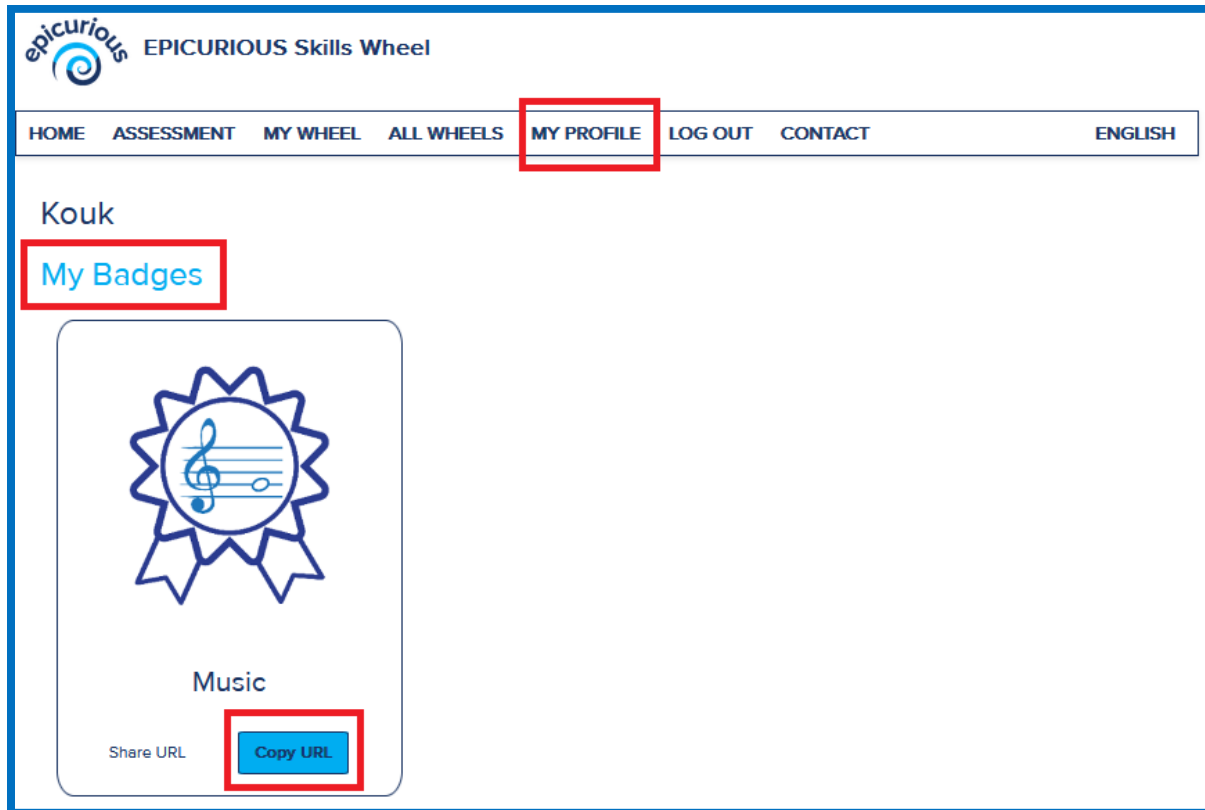 epicurious
EPICURIOUS Skills Wheel
HOME ASSESSMENT MY WHEEL ALL WHEELS MY PROFILE LOG OUT CONTACT ENGLISH
Kouk
My Badges
Music
Share URL Copy URL